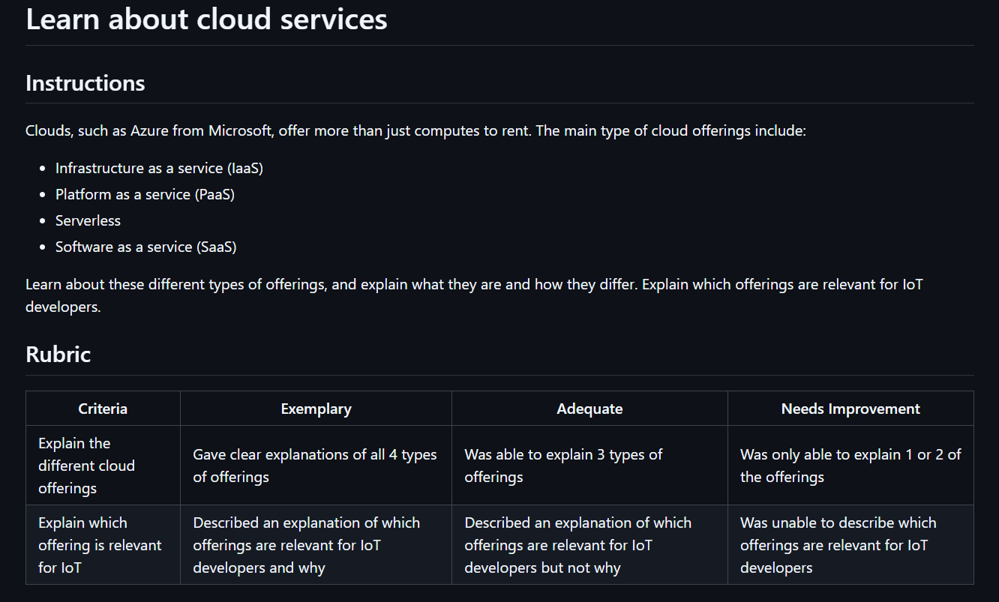 Learn about cloud services
Instructions
Clouds, such as Azure from Microsoft, offer more than just computes to rent. The main type of cloud offerings include:
• Infrastructure as a service (IaaS)
• Platform as a service (PaaS)
• Serverless
• Software as a service (SaaS)
Learn about these different types of offerings, and explain what they are and how they differ. Explain which offerings are relevant for IoT
developers.
Rubric
Criteria Exemplary Adequate Needs Improvement
Explain the
different cloud
offerings
Gave clear explanations of all 4 types
of offerings
Was able to explain 3 types of
offerings
Was only able to explain 1 or 2 of
the offerings
Explain which
offering is relevant
for IoT
Described an explanation of which
offerings are relevant for IoT
developers and why
Described an explanation of which
offerings are relevant for IoT
developers but not why
Was unable to describe which
offerings are relevant for IoT
developers